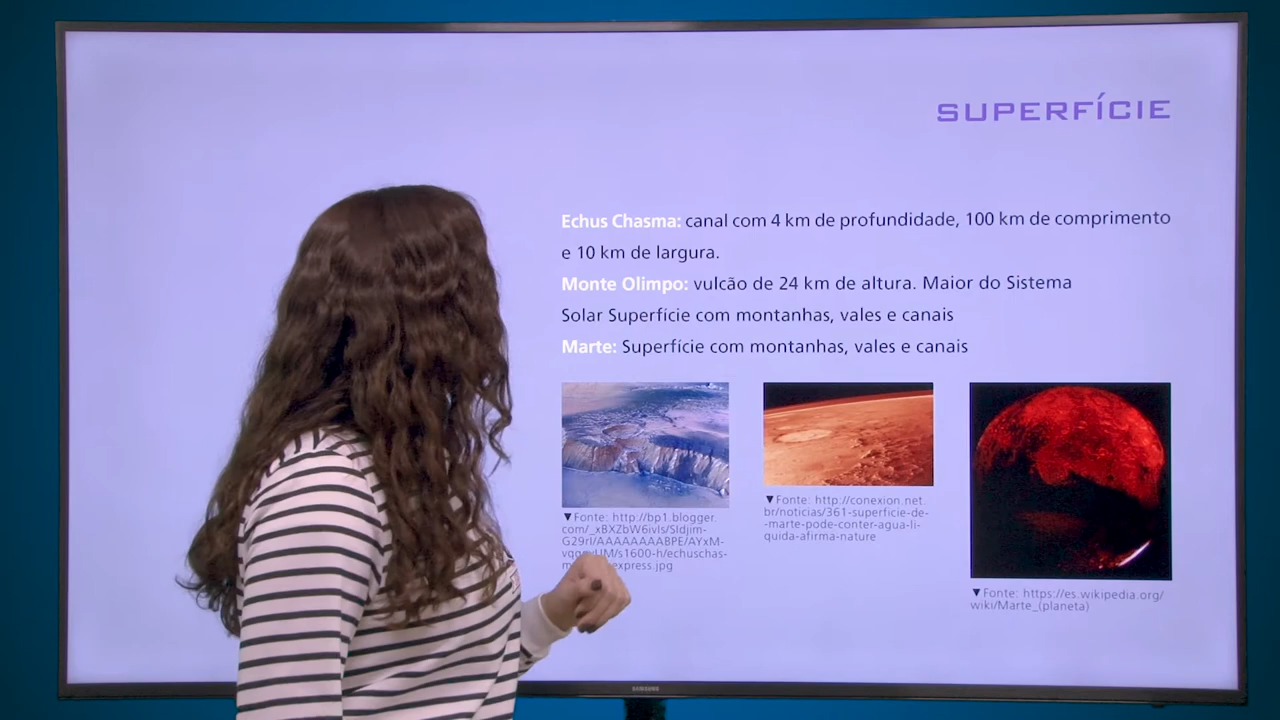 SUPERFÍCIE
Echus Chasma: canal com 4 km de profundidade, 100 km de comprimento
e 10 km de largura.
Monte Olimpo: vulcão de 24 km de altura. Maior do Sistema
Solar Superfície com montanhas, vales e canais
Marte: Superfície com montanhas, vales e canais
▼Fonte: http://bp1.blogger.
com/_xBXZbW6ivIs/SIdjim-
G29rI/AAAAAAAABPE/AYxM-
/s1600-h/echuschas-
express.jpg
▼Fonte: http://conexion.net.
br/noticias/361-superficie-de-
-marte-pode-conter-agua-li-
quida-afirma-nature
▼Fonte: https://es.wikipedia.org/
wiki/Marte_(planeta)
SAMSUNG